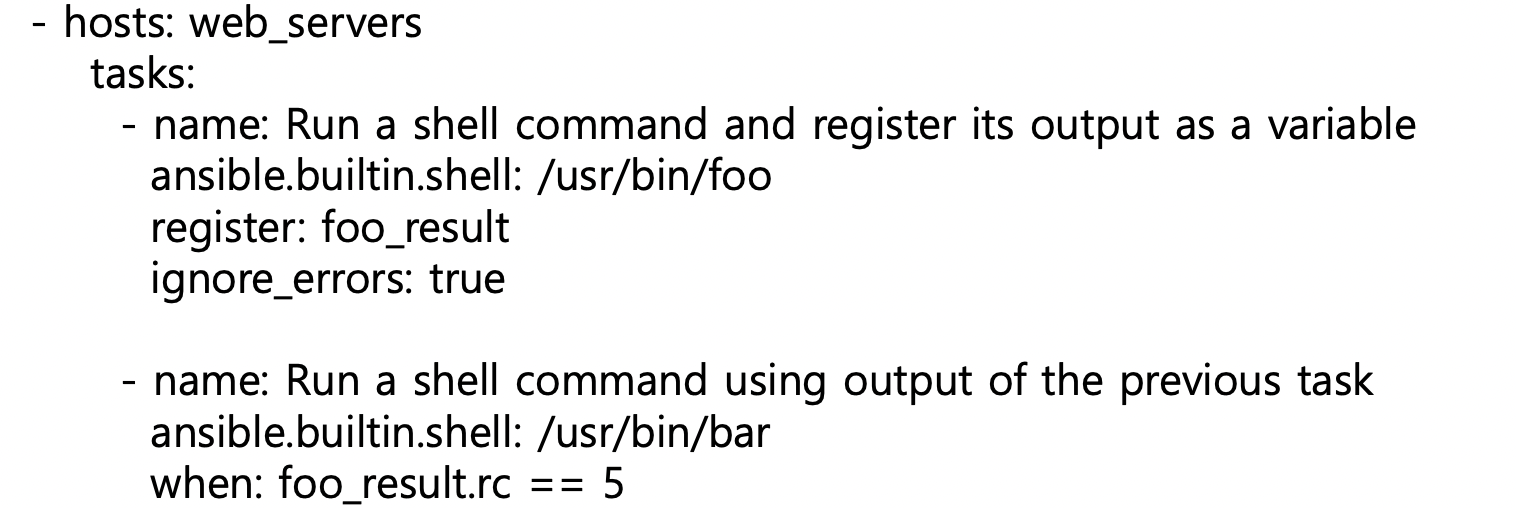 - hosts: web_servers
tasks:
- name: Run a shell command and register its output as a variable
ansible.builtin.shell: /usr/bin/foo
register: foo_result
ignore_errors: true
- name: Run a shell command using output of the previous task
ansible.builtin.shell: /usr/bin/bar
when: foo_result.rc == 5